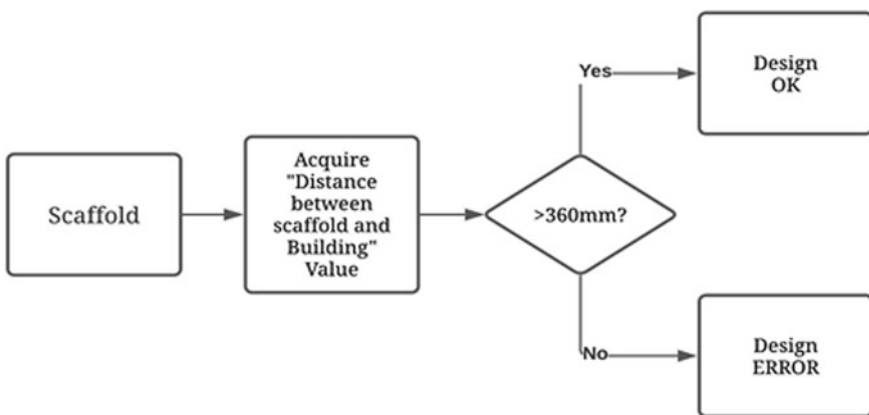 Scaffold
Acquire
"Distance
between
scaffold and
Building"
Value
>360mm?
Yes
Design
OK
No
Design
ERROR